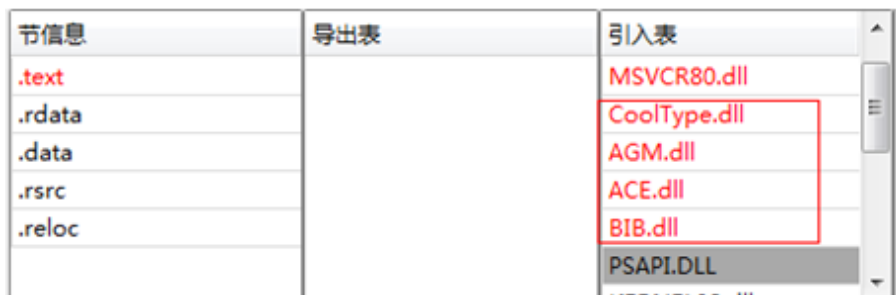 节信息 导出表 引入表
.text MSVCR80.dll
.rdata CoolType.dll
.data AGM.dll
.rsrc ACE.dll
.reloc BIB.dll
PSAPI.DLL